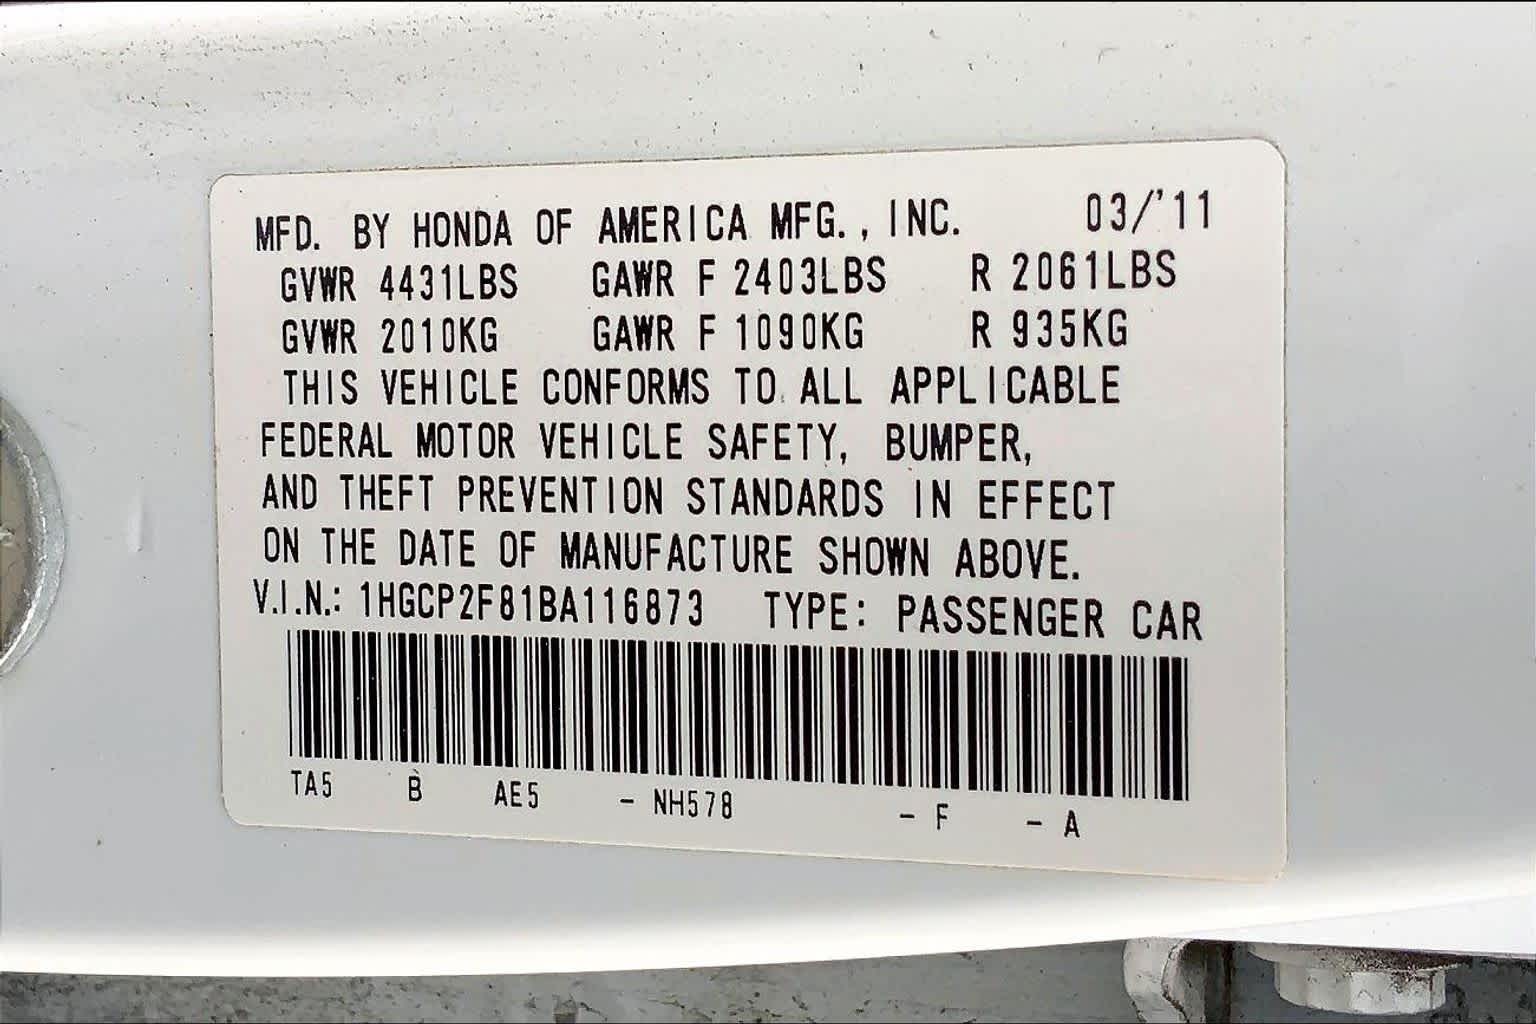 MFD. BY HONDA OF AMERICA MFG., INC. 03/'11
GVWR 4431LBS GAWR F 2403LBS R 2061LBS
GVWR 2010KG GAWR F 1090KG R 935KG
THIS VEHICLE CONFORMS TO ALL APPLICABLE
FEDERAL MOTOR VEHICLE SAFETY, BUMPER,
AND THEFT PREVENTION STANDARDS IN EFFECT
ON THE DATE OF MANUFACTURE SHOWN ABOVE.
V.I.N.: 1HGCP2F81BA116873 TYPE: PASSENGER CAR
TA5 B AE5 - NH578 - F - A